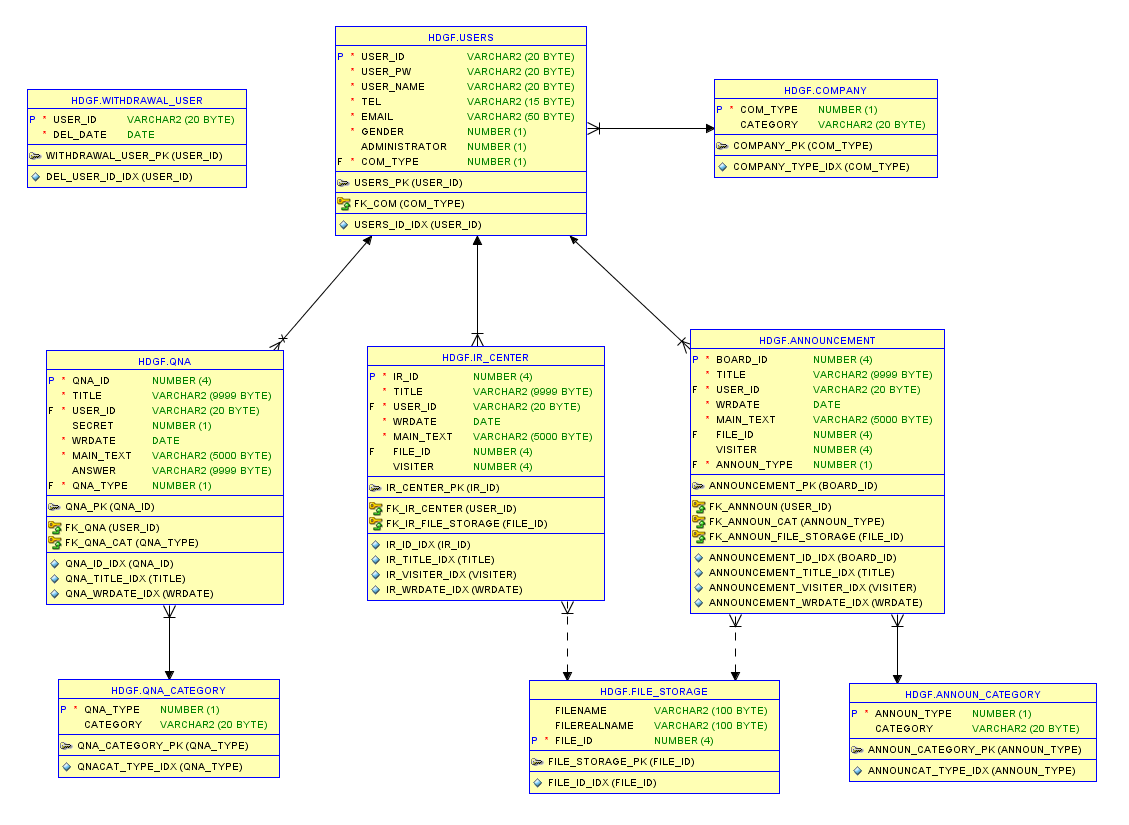 HDGF.USERS
P * USER_ID VARCHAR2 (20 BYTE)
* USER_PW VARCHAR2 (20 BYTE)
* USER_NAME VARCHAR2 (20 BYTE)
* TEL VARCHAR2 (15 BYTE)
* EMAIL VARCHAR2 (50 BYTE)
* GENDER NUMBER (1)
ADMINISTRATOR NUMBER (1)
F * COM_TYPE NUMBER (1)
USERS_PK (USER_ID)
FK_COM (COM_TYPE)
USERS_ID_IDX (USER_ID)
HDGF.WITHDRAWAL_USER
P * USER_ID VARCHAR2 (20 BYTE)
* DEL_DATE DATE
WITHDRAWAL_USER_PK (USER_ID)
DEL_USER_ID_IDX (USER_ID)
HDGF.COMPANY
P * COM_TYPE NUMBER (1)
CATEGORY VARCHAR2 (20 BYTE)
COMPANY_PK (COM_TYPE)
COMPANY_TYPE_IDX (COM_TYPE)
HDGF.QNA
P * QNA_ID NUMBER (4)
* TITLE VARCHAR2 (9999 BYTE)
F * USER_ID VARCHAR2 (20 BYTE)
SECRET NUMBER (1)
* WRDATE DATE
* MAIN_TEXT VARCHAR2 (5000 BYTE)
ANSWER VARCHAR2 (9999 BYTE)
F * QNA_TYPE NUMBER (1)
QNA_PK (QNA_ID)
FK_QNA (USER_ID)
FK_QNA_CAT (QNA_TYPE)
QNA_ID_IDX (QNA_ID)
QNA_TITLE_IDX (TITLE)
QNA_WRDATE_IDX (WRDATE)
HDGF.IR_CENTER
P * IR_ID NUMBER (4)
* TITLE VARCHAR2 (9999 BYTE)
F * USER_ID VARCHAR2 (20 BYTE)
* WRDATE DATE
* MAIN_TEXT VARCHAR2 (5000 BYTE)
F FILE_ID NUMBER (4)
VISITER NUMBER (4)
IR_CENTER_PK (IR_ID)
FK_IR_CENTER (USER_ID)
FK_IR_FILE_STORAGE (FILE_ID)
IR_ID_IDX (IR_ID)
IR_TITLE_IDX (TITLE)
IR_VISITER_IDX (VISITER)
IR_WRDATE_IDX (WRDATE)
HDGF.ANNOUNCEMENT
P * BOARD_ID NUMBER (4)
* TITLE VARCHAR2 (9999 BYTE)
F * USER_ID VARCHAR2 (20 BYTE)
* WRDATE DATE
* MAIN_TEXT VARCHAR2 (5000 BYTE)
F FILE_ID NUMBER (4)
VISITER NUMBER (4)
F * ANNOUN_TYPE NUMBER (1)
ANNOUNCEMENT_PK (BOARD_ID)
FK_ANNNOUN (USER_ID)
FK_ANNOUN_CAT (ANNOUN_TYPE)
FK_ANNOUN_FILE_STORAGE (FILE_ID)
ANNOUNCEMENT_ID_IDX (BOARD_ID)
ANNOUNCEMENT_TITLE_IDX (TITLE)
ANNOUNCEMENT_VISITER_IDX (VISITER)
ANNOUNCEMENT_WRDATE_IDX (WRDATE)
HDGF.QNA_CATEGORY
P * QNA_TYPE NUMBER (1)
CATEGORY VARCHAR2 (20 BYTE)
QNA_CATEGORY_PK (QNA_TYPE)
QNACAT_TYPE_IDX (QNA_TYPE)
HDGF.FILE_STORAGE
FILENAME VARCHAR2 (100 BYTE)
FILEREALNAME VARCHAR2 (100 BYTE)
P * FILE_ID NUMBER (4)
FILE_STORAGE_PK (FILE_ID)
FILE_ID_IDX (FILE_ID)
HDGF.ANNOUN_CATEGORY
P * ANNOUN_TYPE NUMBER (1)
CATEGORY VARCHAR2 (20 BYTE)
ANNOUN_CATEGORY_PK (ANNOUN_TYPE)
ANNOUNCAT_TYPE_IDX (ANNOUN_TYPE)